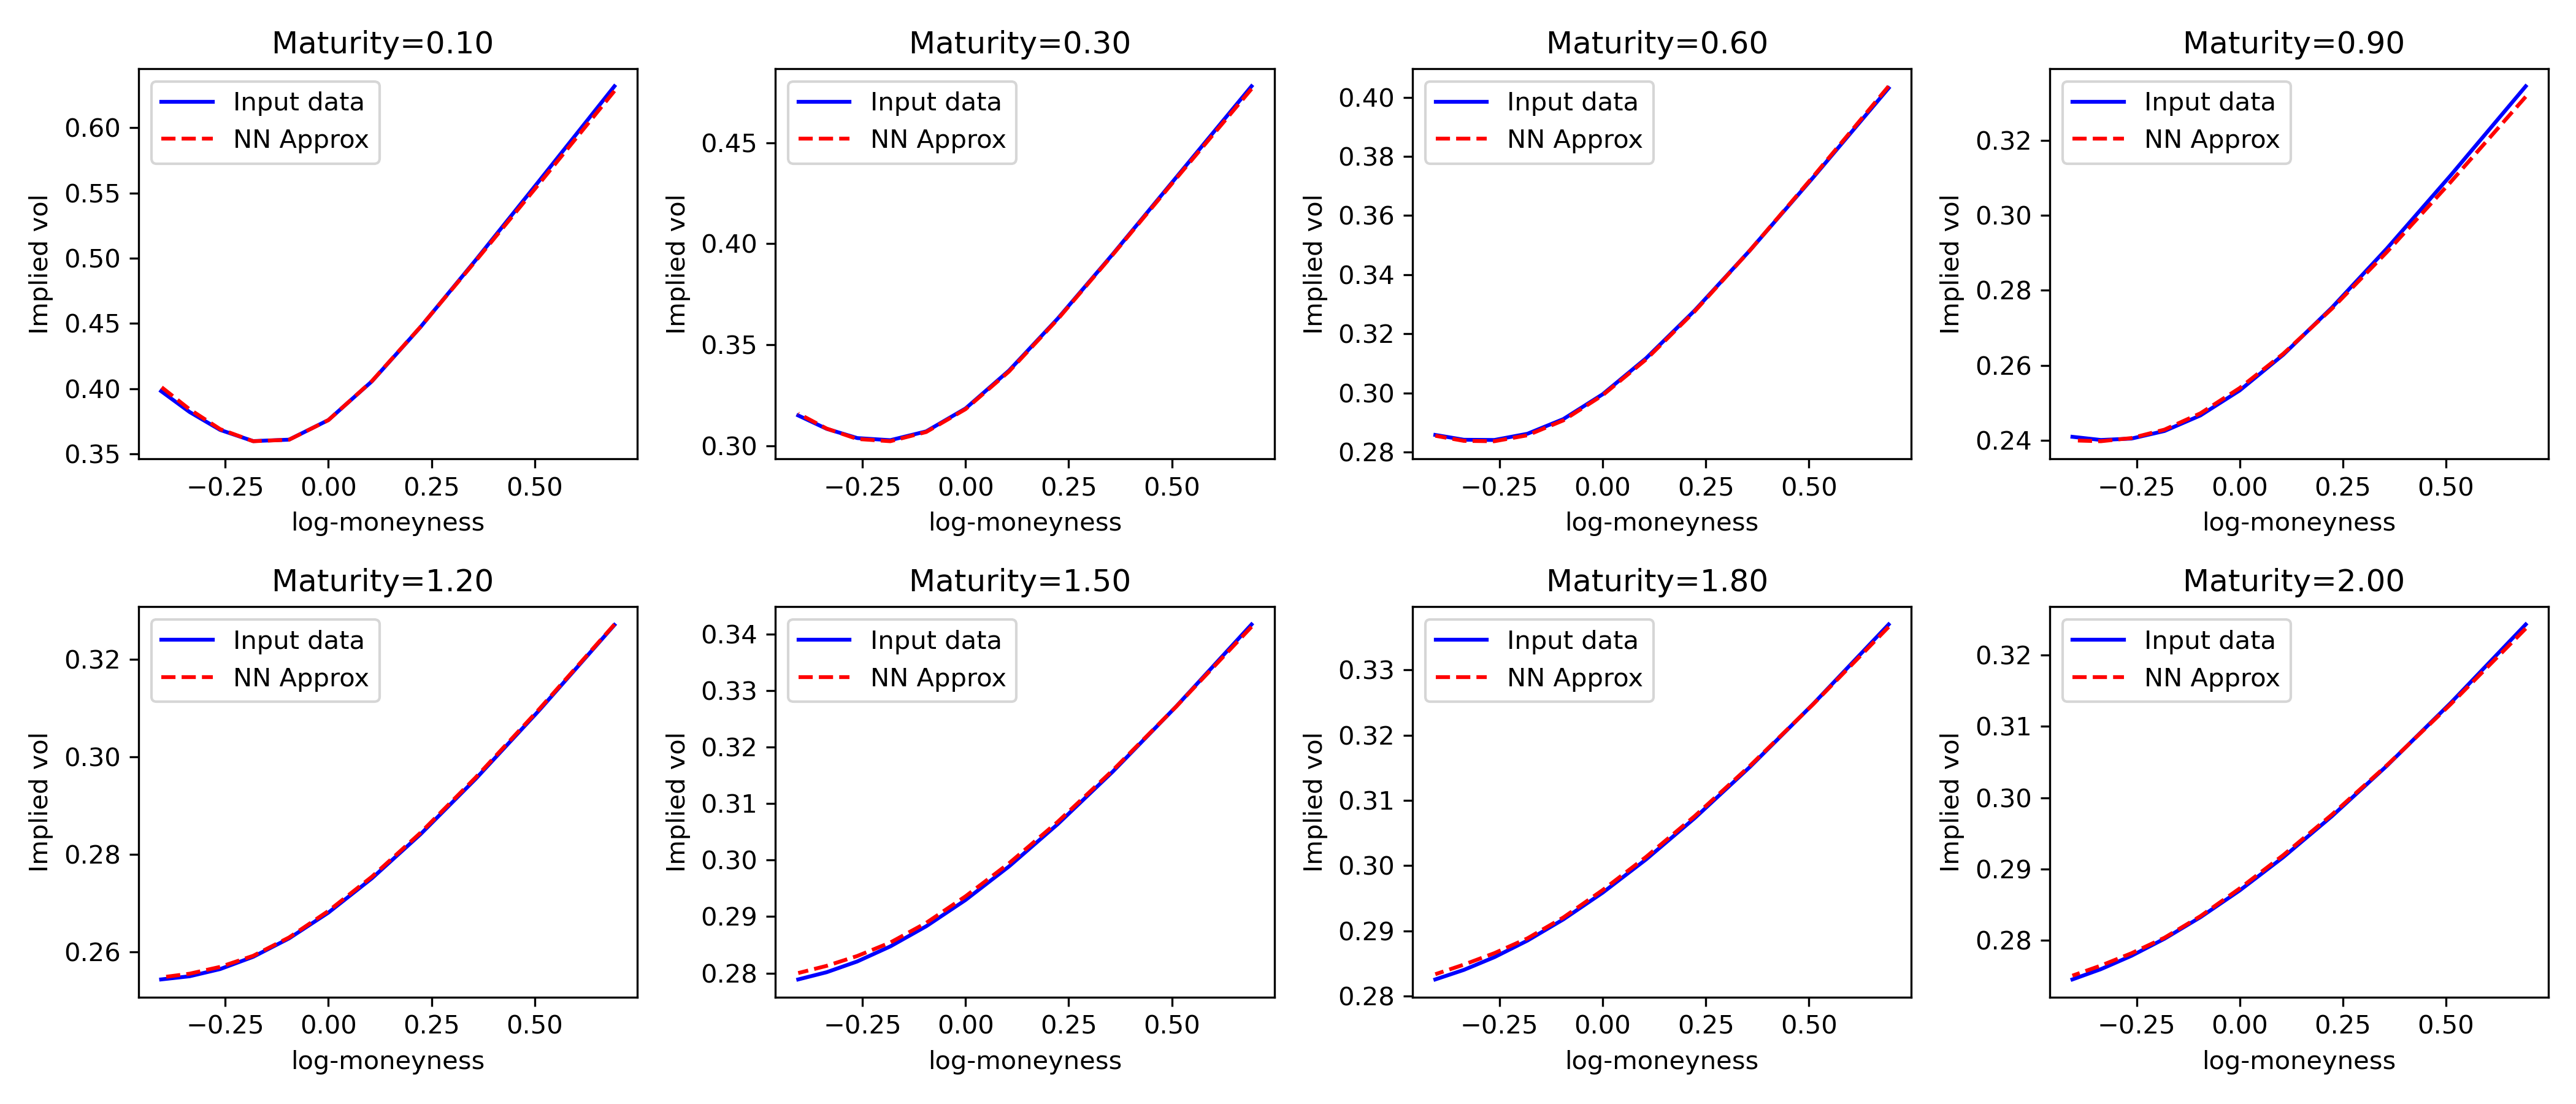 Maturity=0.10
Input data
NN Approx
0.60
0.55
0.50
0.45
0.40
0.35
Implied vol
−0.25 0.00 0.25 0.50
log-moneyness
Maturity=0.30
Input data
NN Approx
0.45
0.40
0.35
0.30
Implied vol
−0.25 0.00 0.25 0.50
log-moneyness
Maturity=0.60
Input data
NN Approx
0.40
0.38
0.36
0.34
0.32
0.30
0.28
Implied vol
−0.25 0.00 0.25 0.50
log-moneyness
Maturity=0.90
Input data
NN Approx
0.32
0.30
0.28
0.26
0.24
Implied vol
−0.25 0.00 0.25 0.50
log-moneyness
Maturity=1.20
Input data
NN Approx
0.32
0.30
0.28
0.26
Implied vol
−0.25 0.00 0.25 0.50
log-moneyness
Maturity=1.50
Input data
NN Approx
0.34
0.33
0.32
0.31
0.30
0.29
0.28
Implied vol
−0.25 0.00 0.25 0.50
log-moneyness
Maturity=1.80
Input data
NN Approx
0.33
0.32
0.31
0.30
0.29
0.28
Implied vol
−0.25 0.00 0.25 0.50
log-moneyness
Maturity=2.00
Input data
NN Approx
0.32
0.31
0.30
0.29
0.28
Implied vol
−0.25 0.00 0.25 0.50
log-moneyness